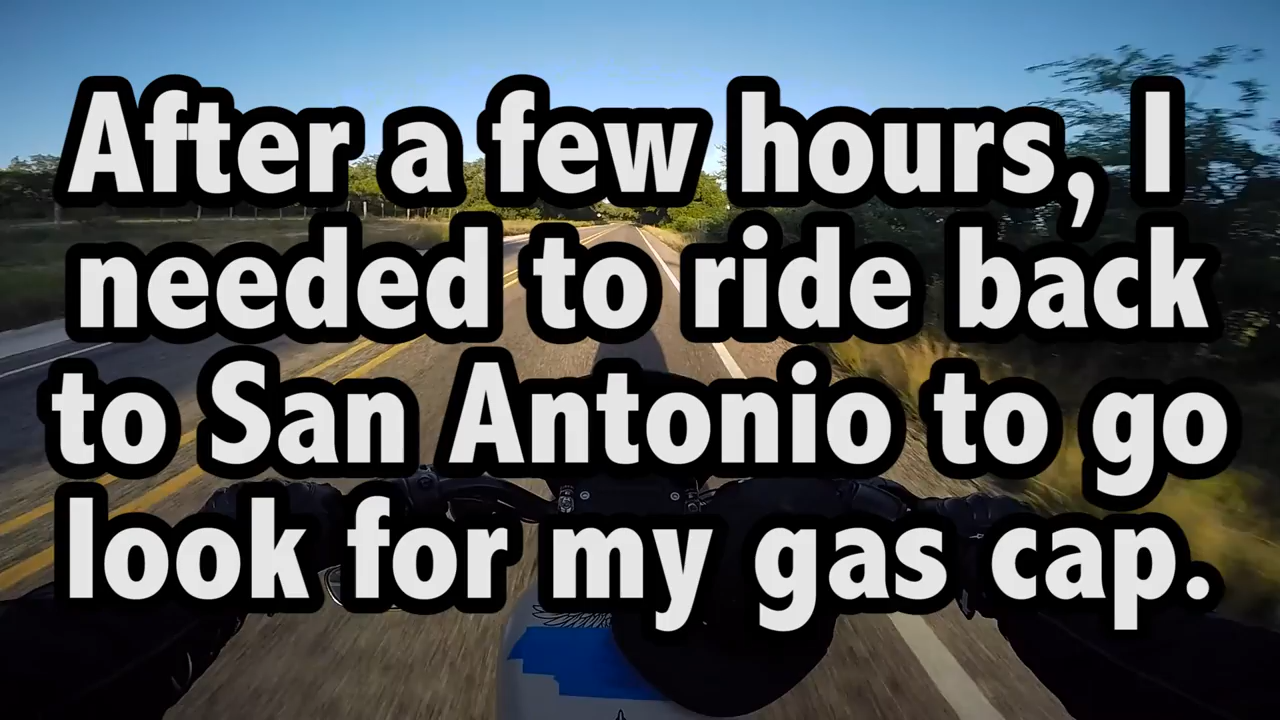 After a few hours, I
needed to ride back
to San Antonio to go
look for my gas cap.